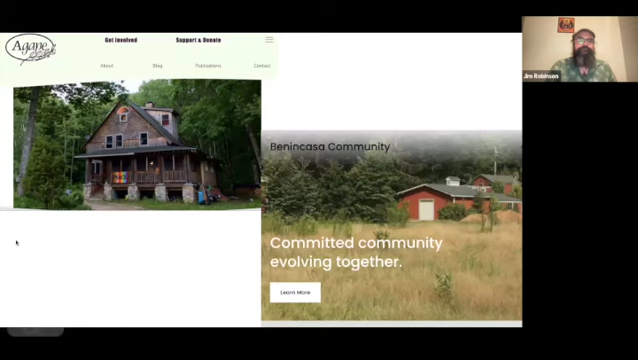 Agape
Get Involved
Support & Donate
About
Blog
Publications
Contact
Jim Robinson
Benincasa Community
Committed community
evolving together.
Learn More